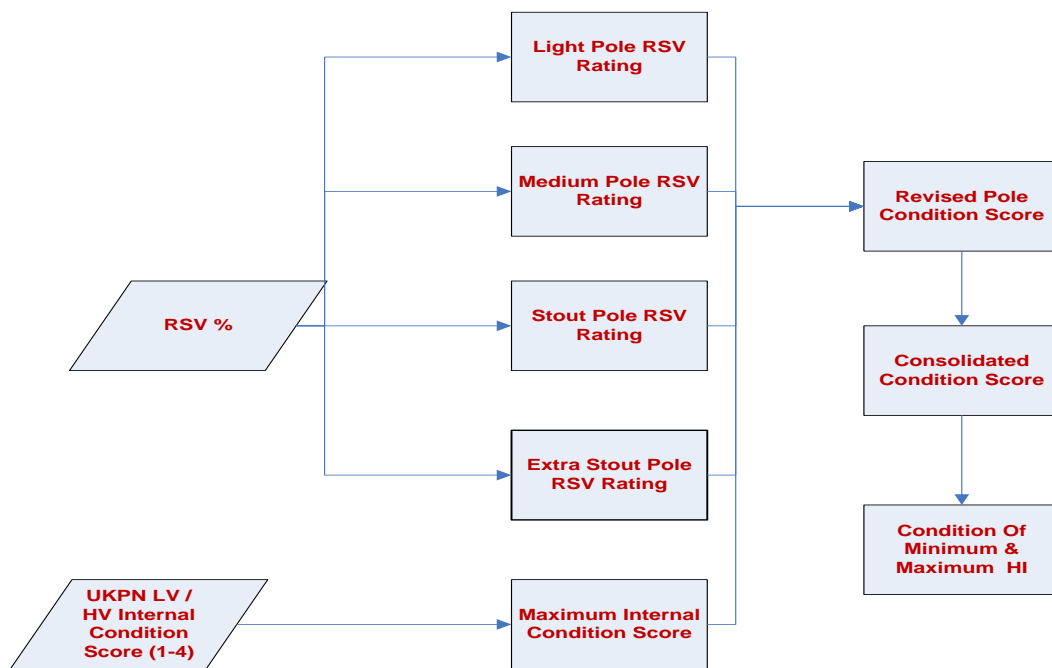 Light Pole RSV
Rating
Medium Pole RSV
Rating
Revised Pole
Condition Score
RSV %
Stout Pole RSV
Rating
Consolidated
Condition Score
Extra Stout Pole
RSV Rating
Condition Of
Minimum &
Maximum  HI
UKPN LV /
HV Internal
Condition
Score (1-4)
Maximum Internal
Condition Score